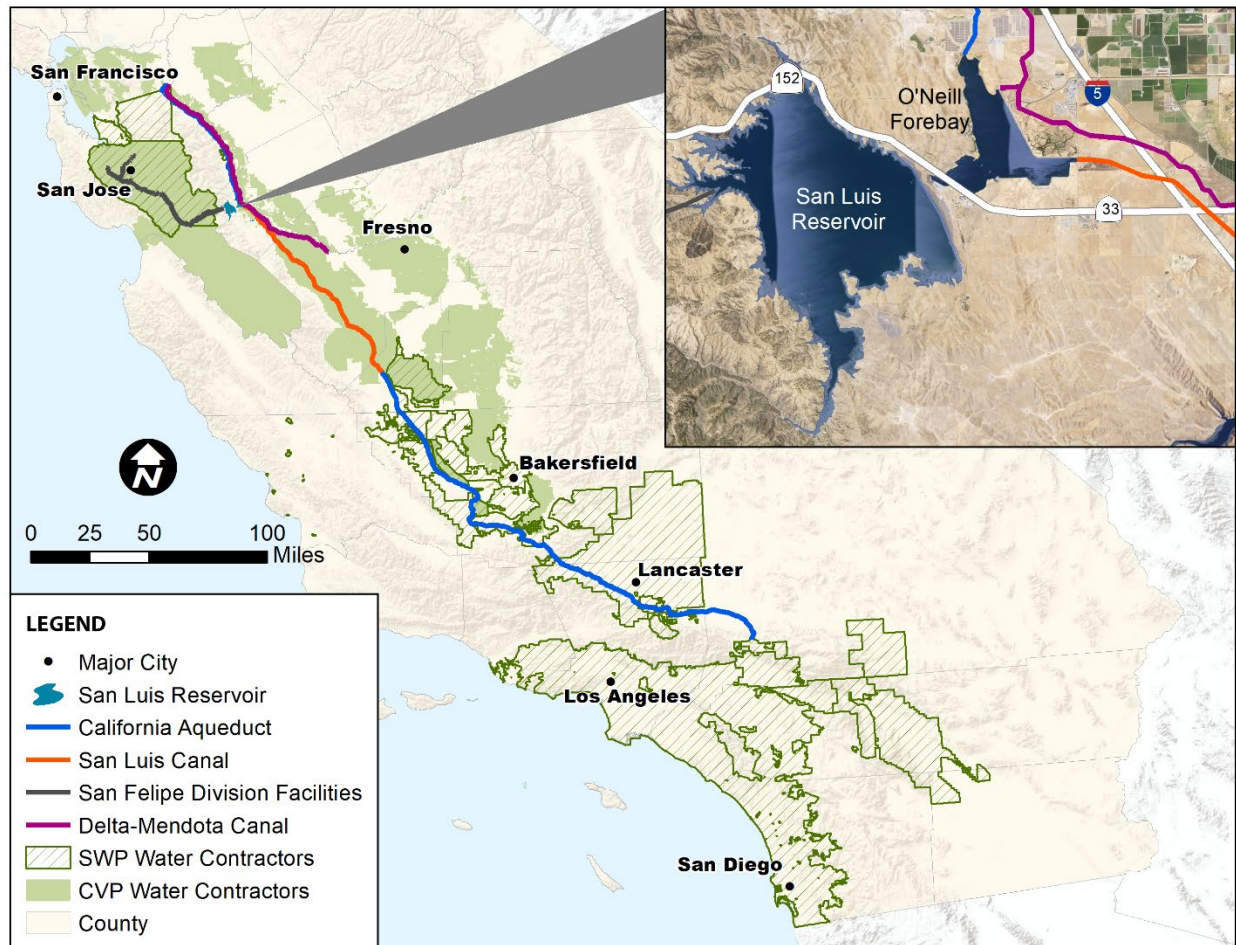 San Francisco
San Jose
Fresno
Bakersfield
Lancaster
Los Angeles
San Diego
152
O'Neill
Forebay
5
San Luis
Reservoir
33
N
0 25 50 100
Miles
LEGEND
Major City
San Luis Reservoir
California Aqueduct
San Luis Canal
San Felipe Division Facilities
Delta-Mendota Canal
SWP Water Contractors
CVP Water Contractors
County